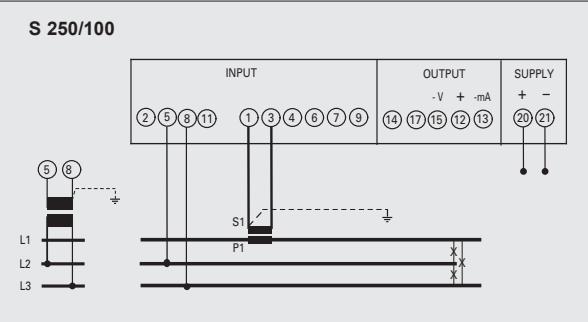 S 250/100
INPUT OUTPUT SUPPLY
- V + -mA + −
2 5 8 11 1 3 4 6 7 9 14 17 15 12 13 20 21
5 8
S1
L1 P1
L2
L3